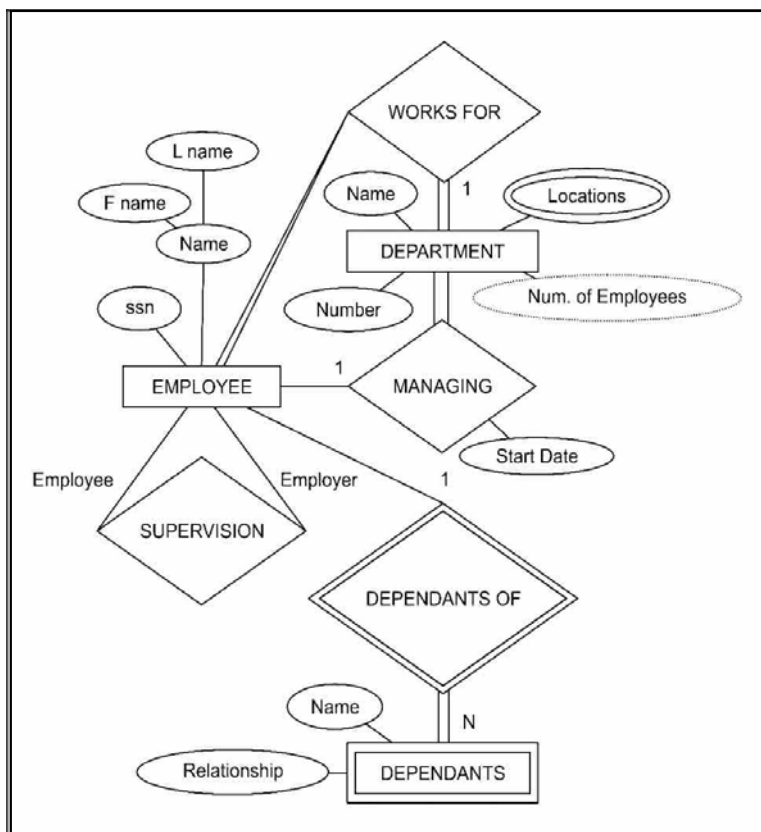 WORKS FOR
L name
F name
Name
1
Name
Locations
DEPARTMENT
ssn
Number
Num. of Employees
EMPLOYEE
1
MANAGING
Start Date
Employee
Employer
1
SUPERVISION
DEPENDANTS OF
Name
N
Relationship
DEPENDANTS